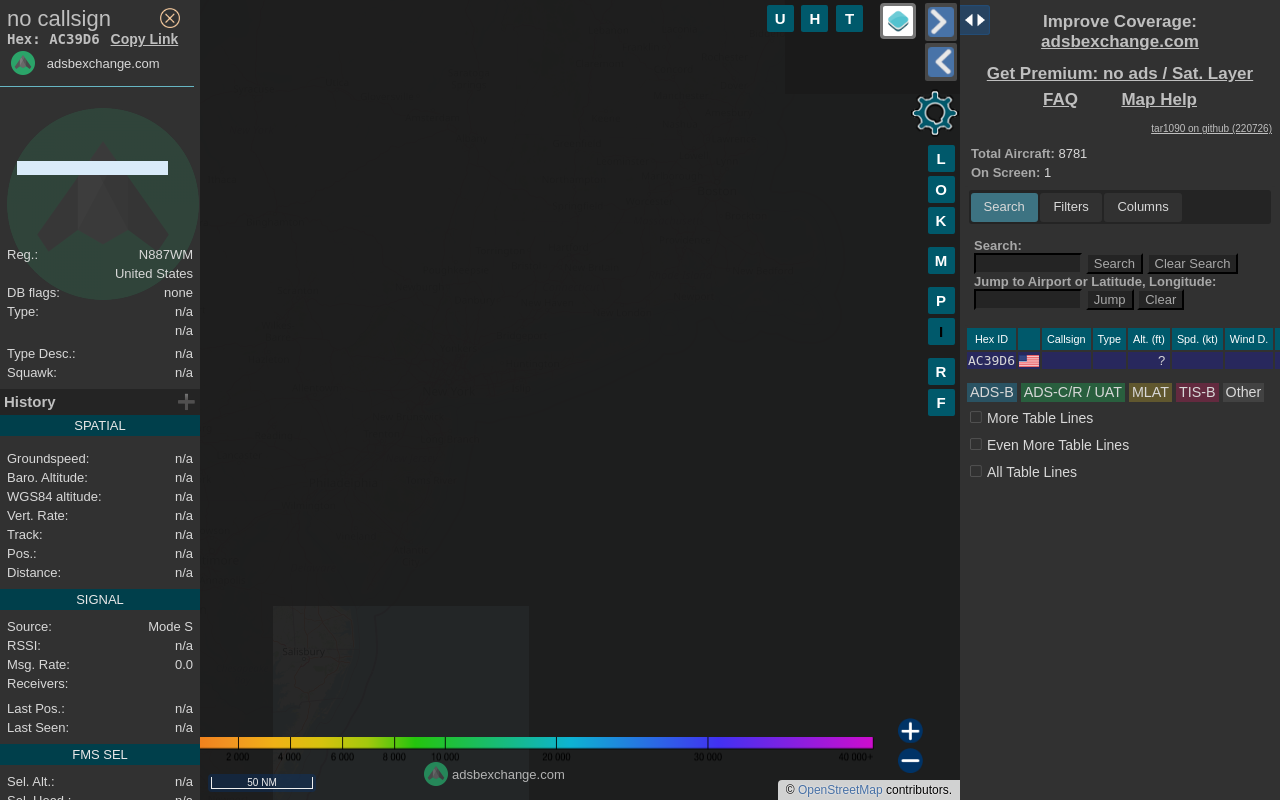 no callsign
Hex: AC39D6 Copy Link
adsbexchange.com
Reg.: N887WM
United States
DB flags: none
Type: n/a
n/a
Type Desc.: n/a
Squawk: n/a
History
SPATIAL
Groundspeed: n/a
Baro. Altitude: n/a
WGS84 altitude: n/a
Vert. Rate: n/a
Track: n/a
Pos.: n/a
Distance: n/a
SIGNAL
Source: Mode S
RSSI: n/a
Msg. Rate: 0.0
Receivers:
Last Pos.: n/a
Last Seen: n/a
FMS SEL
Sel. Alt.: n/a
Sel. Head.: n/a
U H T
L
O
K
M
P
I
R
F
Salisbury
2 000 4 000 6 000 8 000 10 000 20 000 30 000 40 000+
adsbexchange.com
50 NM
© OpenStreetMap contributors.
Improve Coverage:
adsbexchange.com
Get Premium: no ads / Sat. Layer
FAQ Map Help
tar1090 on github (220726)
Total Aircraft: 8781
On Screen: 1
Search Filters Columns
Search:
Search Clear Search
Jump to Airport or Latitude, Longitude:
Jump Clear
Hex ID Callsign Type Alt. (ft) Spd. (kt) Wind D.
AC39D6 ?
ADS-B ADS-C/R / UAT MLAT TIS-B Other
More Table Lines
Even More Table Lines
All Table Lines